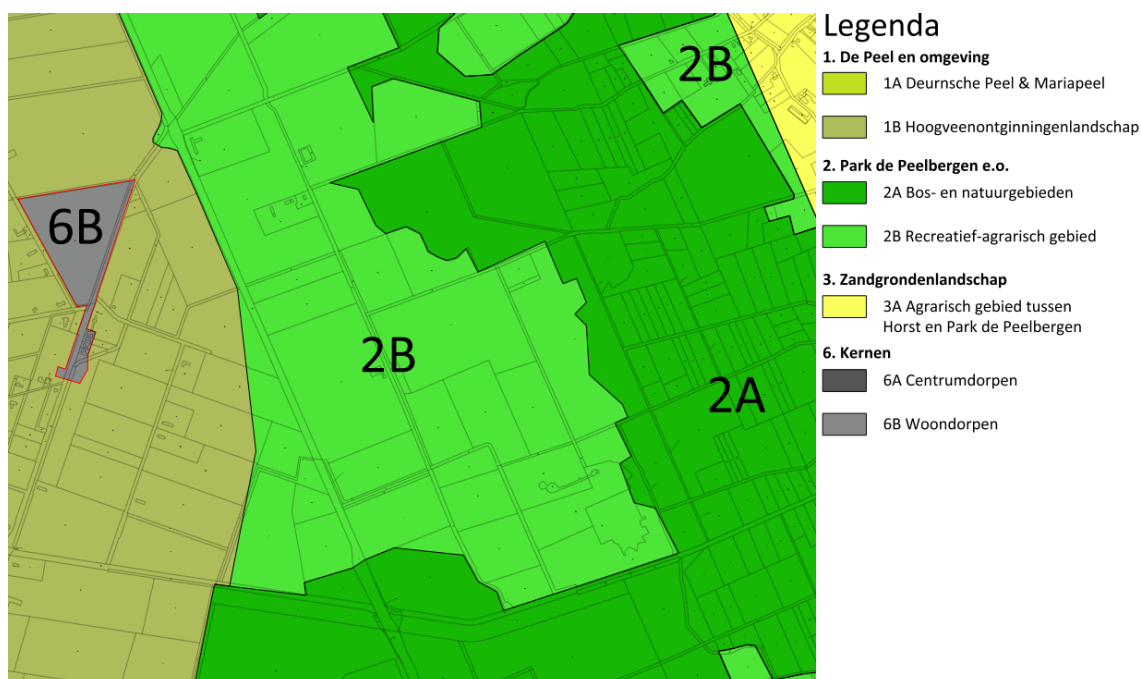 2B
6B
2B
2A
Legenda
1. De Peel en omgeving
1A Deurnsche Peel & Mariapeel
1B Hoogveenontginningenlandschap
2. Park de Peelbergen e.o.
2A Bos- en natuurgebieden
2B Recreatief-agrarisch gebied
3. Zandgrondenlandschap
3A Agrarisch gebied tussen
Horst en Park de Peelbergen
6. Kernen
6A Centrumdorpen
6B Woondorpen